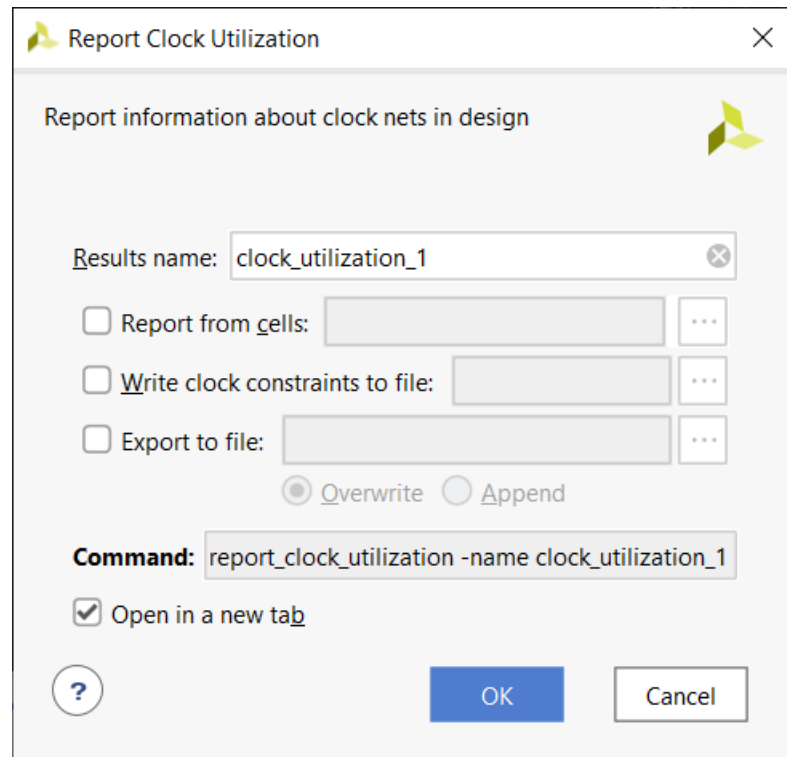 Report Clock Utilization
Report information about clock nets in design
Results name: clock_utilization_1
Report from cells: ...
Write clock constraints to file: ...
Export to file: ...
Overwrite Append
Command: report_clock_utilization -name clock_utilization_1
Open in a new tab
? OK Cancel